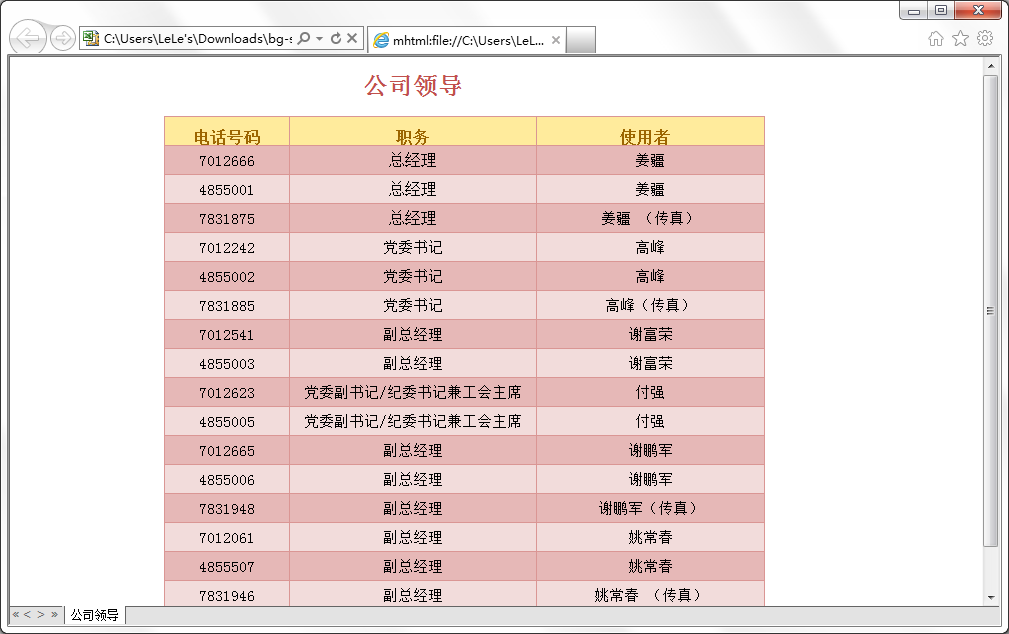 C:\Users\LeLe's\Downloads\bg-s
mhtml:file://C:\Users\LeL...
公司领导
电话号码 职务 使用者
7012666 总经理 姜疆
4855001 总经理 姜疆
7831875 总经理 姜疆 （传真）
7012242 党委书记 高峰
4855002 党委书记 高峰
7831885 党委书记 高峰（传真）
7012541 副总经理 谢富荣
4855003 副总经理 谢富荣
7012623 党委副书记/纪委书记兼工会主席 付强
4855005 党委副书记/纪委书记兼工会主席 付强
7012665 副总经理 谢鹏军
4855006 副总经理 谢鹏军
7831948 副总经理 谢鹏军（传真）
7012061 副总经理 姚常春
4855507 副总经理 姚常春
7831946 副总经理 姚常春 （传真）
« < > » 公司领导